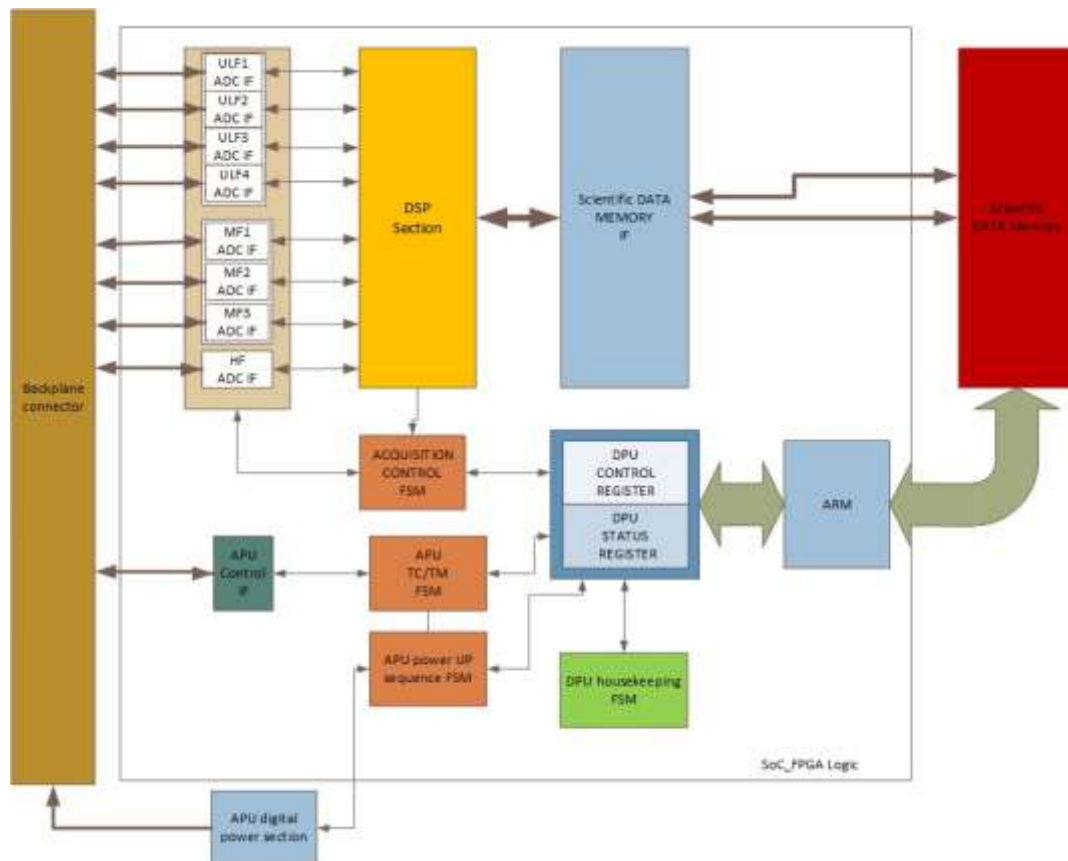 ULF1
ADC IF
ULF2
ADC IF
ULF3
ADC IF
ULF4
ADC IF
MF1
ADC IF
MF2
ADC IF
MF3
ADC IF
HF
ADC IF
DSP
Section
Scientific DATA
MEMORY
IF
Scientific
DATA Memory
Backplane
connector
ACQUISITION
CONTROL
FSM
DPU
CONTROL
REGISTER
DPU
STATUS
REGISTER
ARM
APU
Control
IF
APU
TC/TM
FSM
APU power UP
sequence FSM
DPU housekeeping
FSM
SoC_FPGA Logic
APU digital
power section